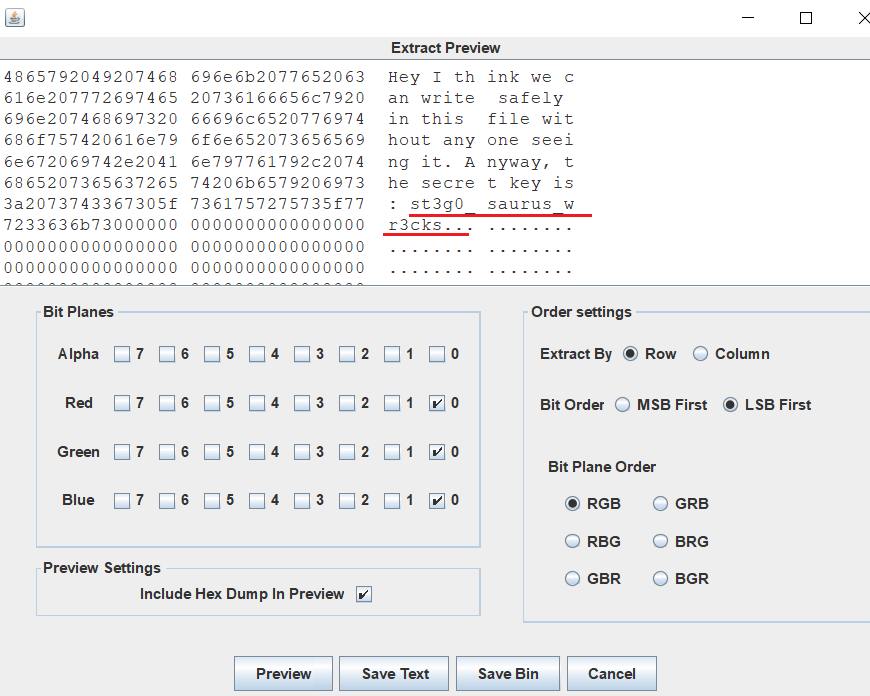 Extract Preview
4865792049207468 696e6b2077652063 Hey I th ink we c
616e207772697465 20736166656c7920 an write safely
696e207468697320 66696c6520776974 in this file wit
686f757420616e79 6f6e652073656569 hout any one seei
6e672069742e2041 6e797761792c2074 ng it. A nyway, t
6865207365637265 74206b6579206973 he secre t key is
3a2073743367305f 7361757275735f77 : st3g0_ saurus_w
7233636b73000000 0000000000000000 r3cks... ........
0000000000000000 0000000000000000 ........ ........
0000000000000000 0000000000000000 ........ ........
Bit Planes
Alpha 7 6 5 4 3 2 1 0
Red 7 6 5 4 3 2 1 0
Green 7 6 5 4 3 2 1 0
Blue 7 6 5 4 3 2 1 0
Preview Settings
Include Hex Dump In Preview
Order settings
Extract By Row Column
Bit Order MSB First LSB First
Bit Plane Order
RGB GRB
RBG BRG
GBR BGR
Preview Save Text Save Bin Cancel